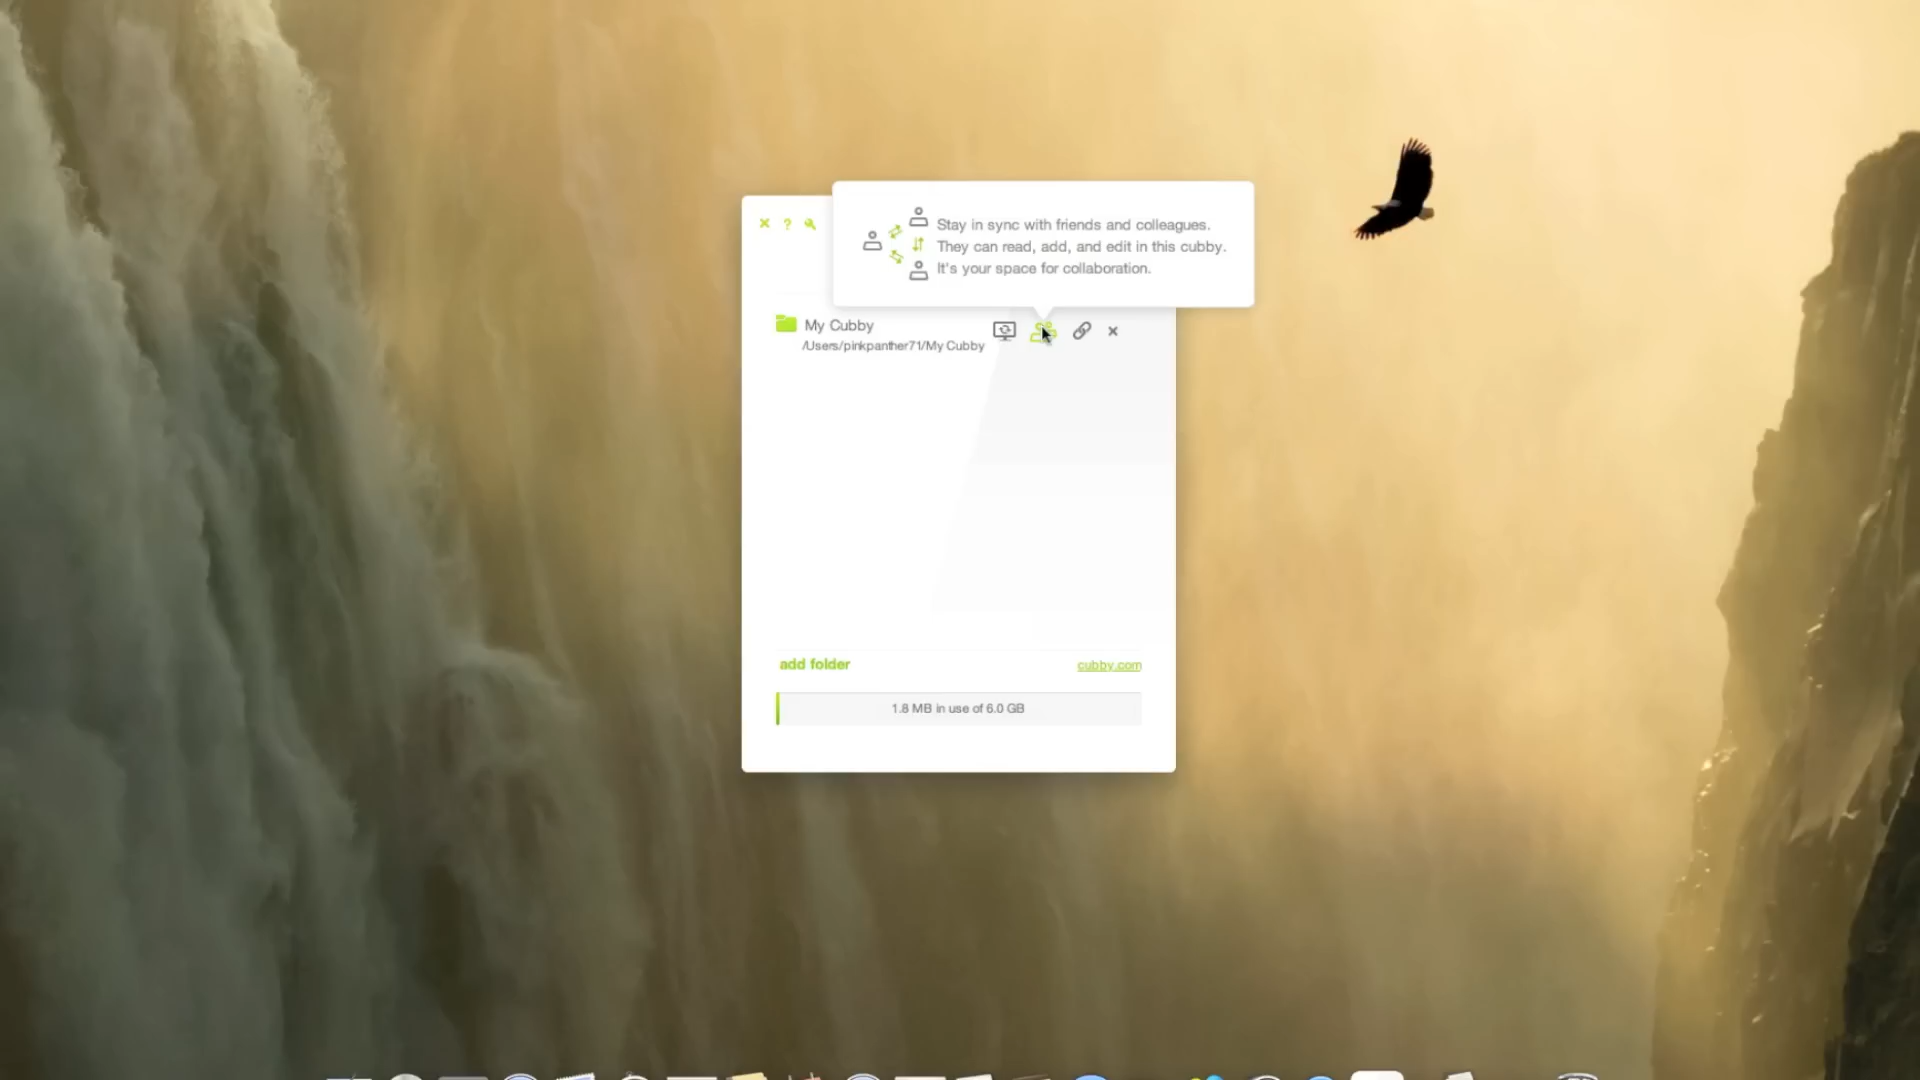 Stay in sync with friends and colleagues.
They can read, add, and edit in this cubby.
It's your space for collaboration.
My Cubby
/Users/pinkpanther71/My Cubby
add folder
cubby.com
1.8 MB in use of 6.0 GB